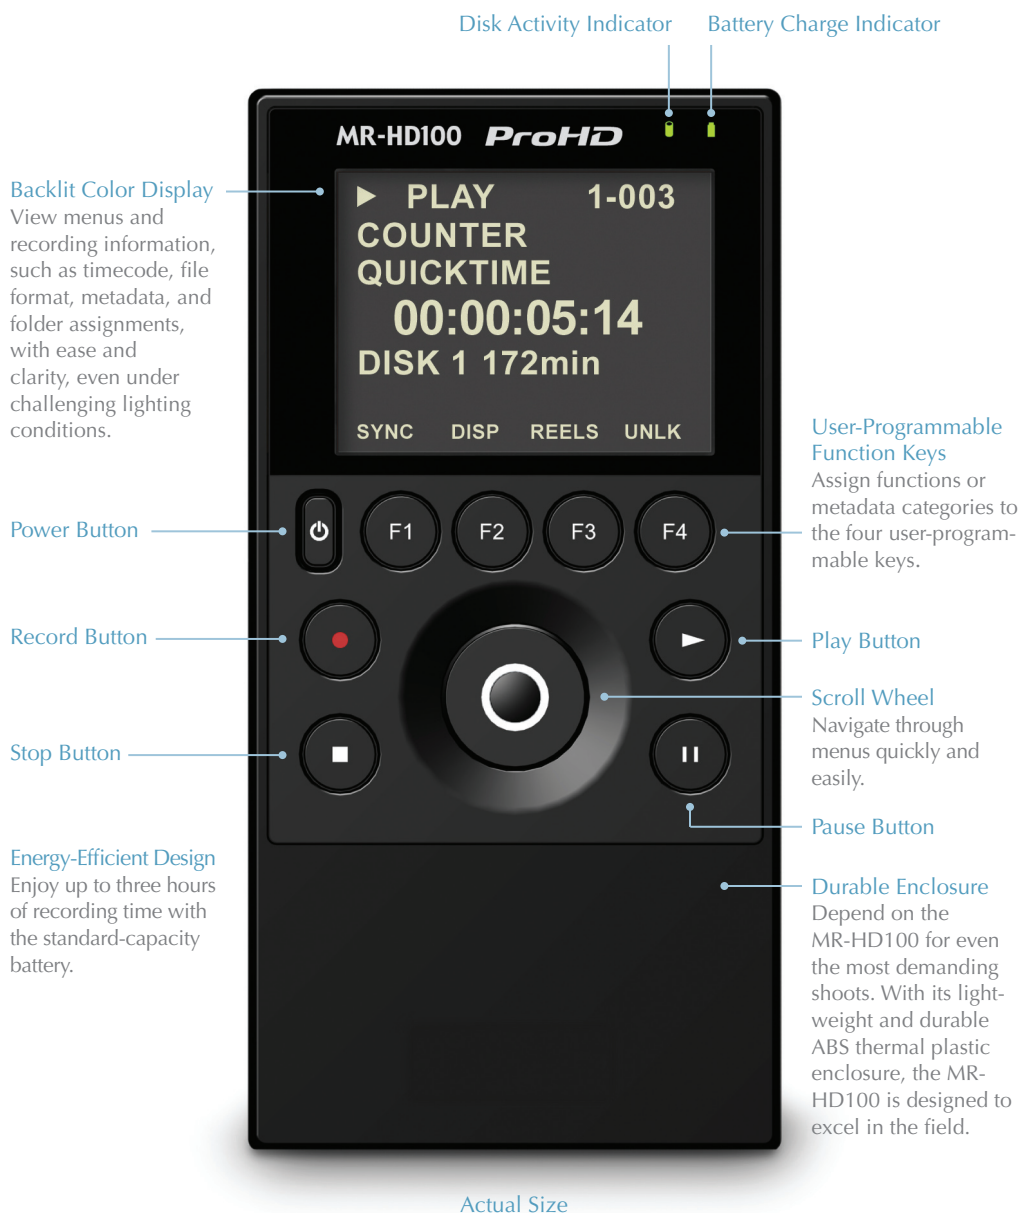 Disk Activity Indicator
Battery Charge Indicator
MR-HD100 ProHD
Backlit Color Display
View menus and
recording information,
such as timecode, file
format, metadata, and
folder assignments,
with ease and
clarity, even under
challenging lighting
conditions.
PLAY 1-003
COUNTER
QUICKTIME
00:00:05:14
DISK 1 172min
SYNC DISP REELS UNLK
User-Programmable
Function Keys
Assign functions or
metadata categories to
the four user-program-
mable keys.
Power Button
F1 F2 F3 F4
Record Button
Play Button
Scroll Wheel
Navigate through
menus quickly and
easily.
Stop Button
Pause Button
Energy-Efficient Design
Enjoy up to three hours
of recording time with
the standard-capacity
battery.
Durable Enclosure
Depend on the
MR-HD100 for even
the most demanding
shoots. With its light-
weight and durable
ABS thermal plastic
enclosure, the MR-
HD100 is designed to
excel in the field.
Actual Size